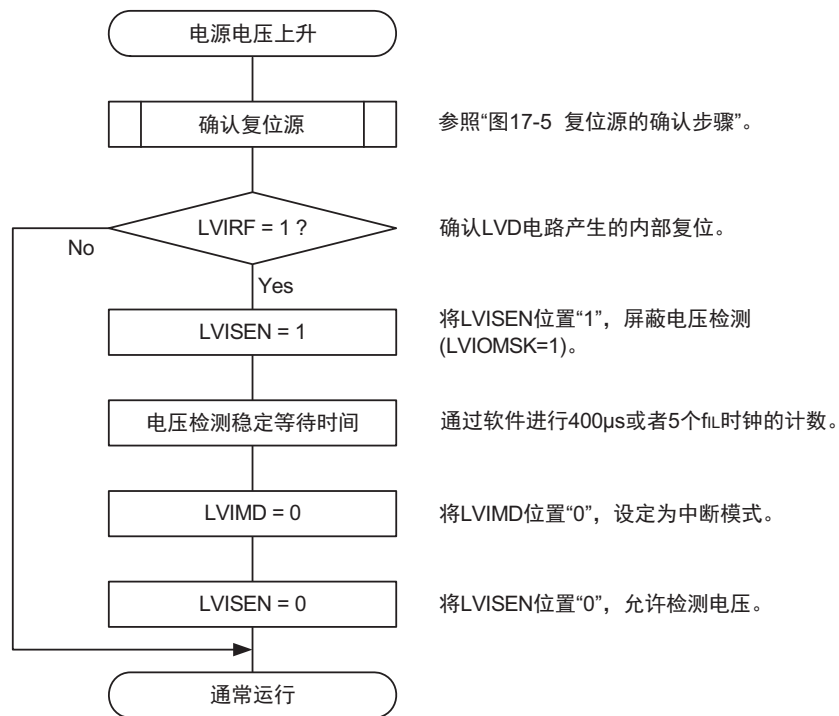 电源电压上升
确认复位源
参照“图17-5 复位源的确认步骤”。
LVIRF = 1 ?
确认LVD电路产生的内部复位。
No
Yes
LVISEN = 1
将LVISEN位置“1”，屏蔽电压检测
(LVIOMSK=1)。
电压检测稳定等待时间
通过软件进行400μs或者5个fIL时钟的计数。
LVIMD = 0
将LVIMD位置“0”，设定为中断模式。
LVISEN = 0
将LVISEN位置“0”，允许检测电压。
通常运行